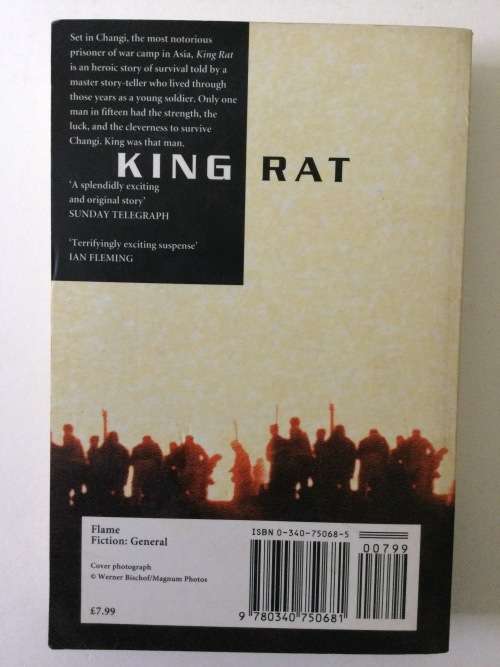 Set in Changi, the most notorious
prisoner of war camp in Asia, King Rat
is an heroic story of survival told by a
master story-teller who lived through
those years as a young soldier. Only one
man in fifteen had the strength, the
luck, and the cleverness to survive
Changi. King was that man.
KING RAT
'A splendidly exciting
and original story'
SUNDAY TELEGRAPH
'Terrifyingly exciting suspense'
IAN FLEMING
Flame
Fiction: General
Cover photograph
© Werner Bischof/Magnum Photos
£7.99
ISBN 0-340-75068-5
00799
9 780340 750681